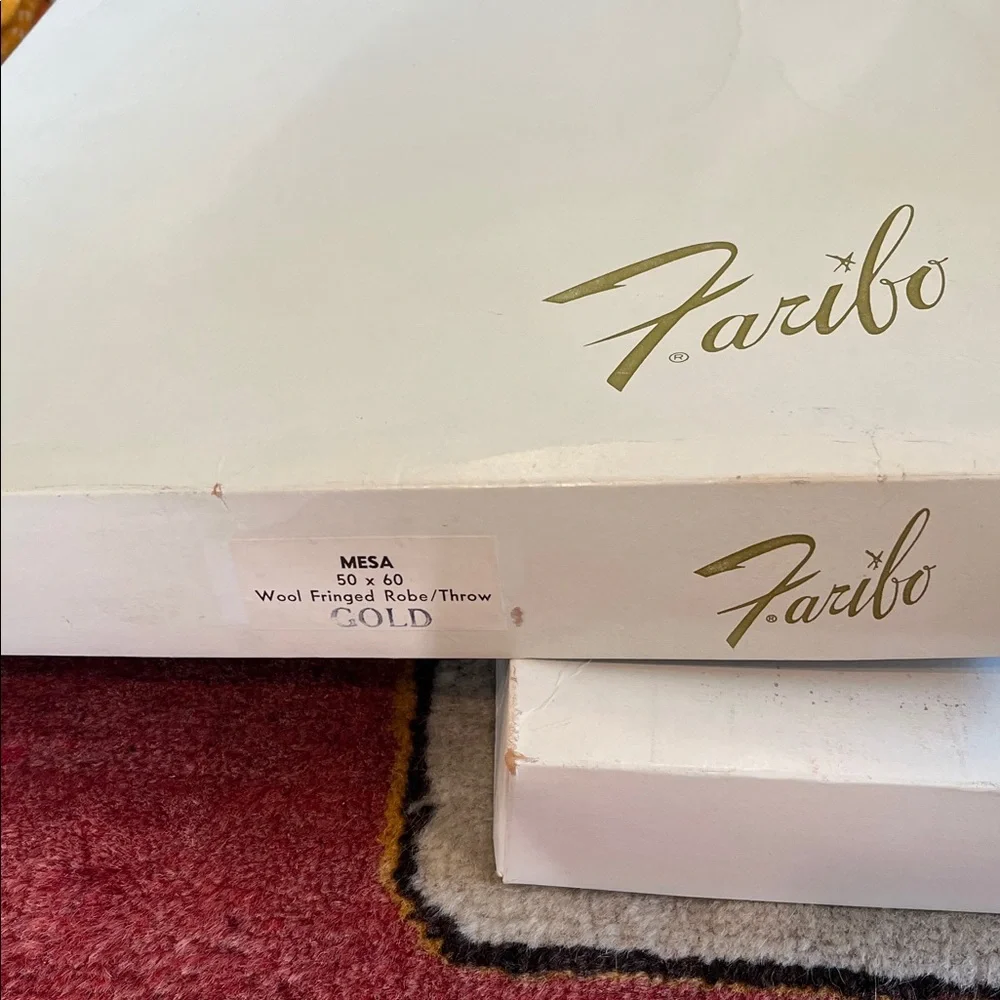 Faribo
®
MESA
50 x 60
Wool Fringed Robe/Throw
GOLD
Faribo
®